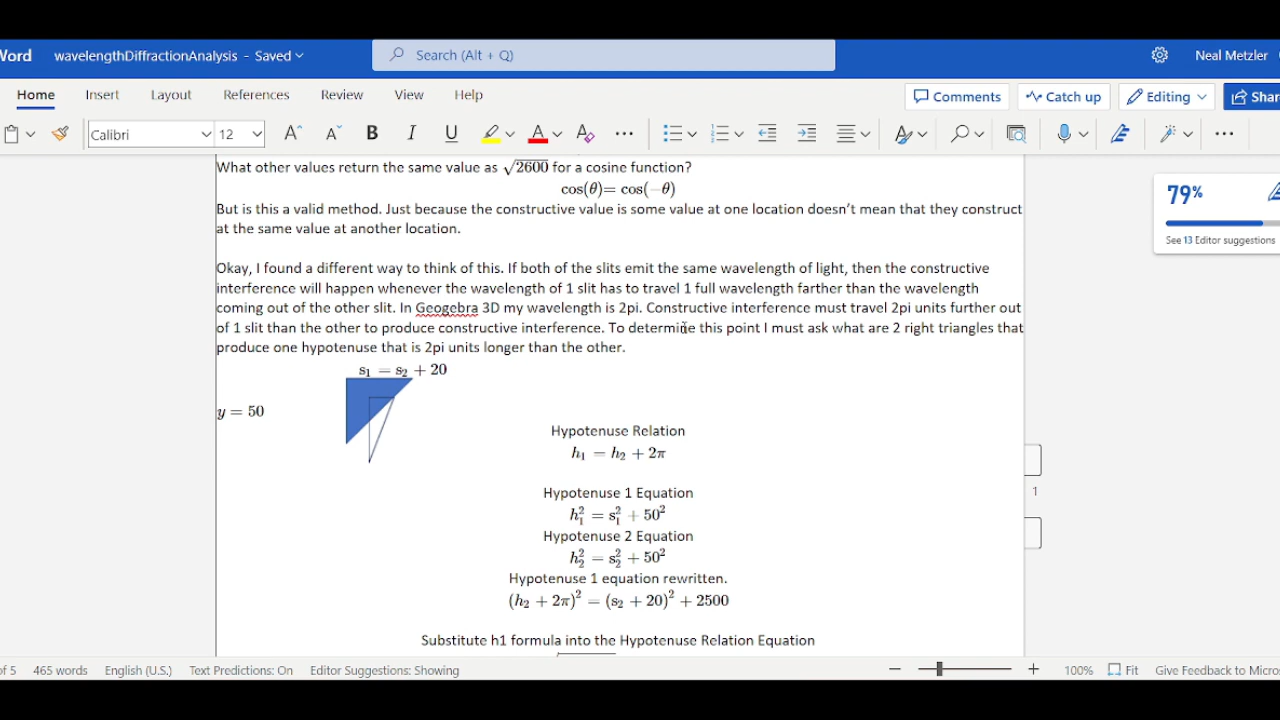 Word wavelengthDiffractionAnalysis - Saved Search (Alt + Q) Neal Metzler
Home Insert Layout References Review View Help Comments Catch up Editing Shar
Calibri 12 A A B I U A A ...
What other values return the same value as √2600 for a cosine function?
cos(θ)= cos(−θ)
But is this a valid method. Just because the constructive value is some value at one location doesn't mean that they construct
at the same value at another location.
Okay, I found a different way to think of this. If both of the slits emit the same wavelength of light, then the constructive
interference will happen whenever the wavelength of 1 slit has to travel 1 full wavelength farther than the wavelength
coming out of the other slit. In Geogebra 3D my wavelength is 2pi. Constructive interference must travel 2pi units further out
of 1 slit than the other to produce constructive interference. To determine this point I must ask what are 2 right triangles that
produce one hypotenuse that is 2pi units longer than the other.
s₁ = s₂ + 20
y = 50
Hypotenuse Relation
h₁ = h₂ + 2π
Hypotenuse 1 Equation
h₁² = s₁² + 50²
Hypotenuse 2 Equation
h₂² = s₂² + 50²
Hypotenuse 1 equation rewritten.
(h₂ + 2π)² = (s₂ + 20)² + 2500
Substitute h1 formula into the Hypotenuse Relation Equation
79%
See 13 Editor suggestions
1
of 5 465 words English (U.S.) Text Predictions: On Editor Suggestions: Showing − + 100% Fit Give Feedback to Micro